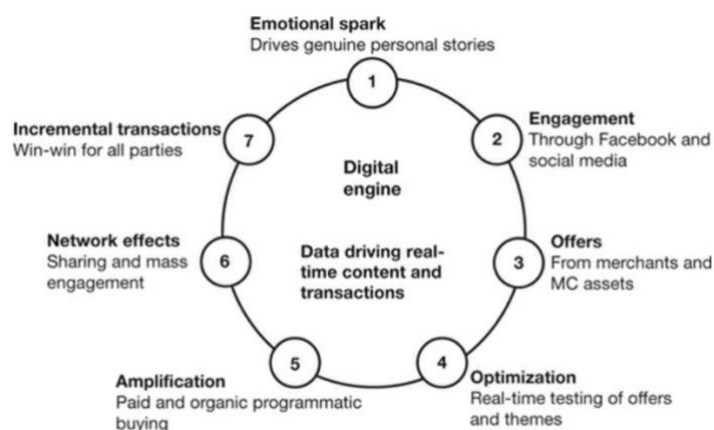 Emotional spark
Drives genuine personal stories
1
Engagement
Through Facebook and
social media
2
Offers
From merchants and
MC assets
3
Optimization
Real-time testing of offers
and themes
4
Amplification
Paid and organic programmatic
buying
5
Network effects
Sharing and mass
engagement
6
Incremental transactions
Win-win for all parties
7
Digital
engine
Data driving real-
time content and
transactions